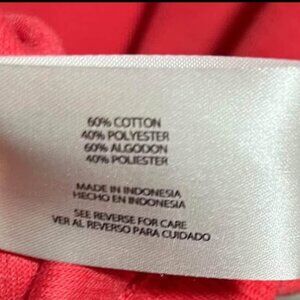 60% COTTON
40% POLYESTER
60% ALGODON
40% POLIESTER
MADE IN INDONESIA
HECHO EN INDONESIA
SEE REVERSE FOR CARE
VER AL REVERSO PARA CUIDADO